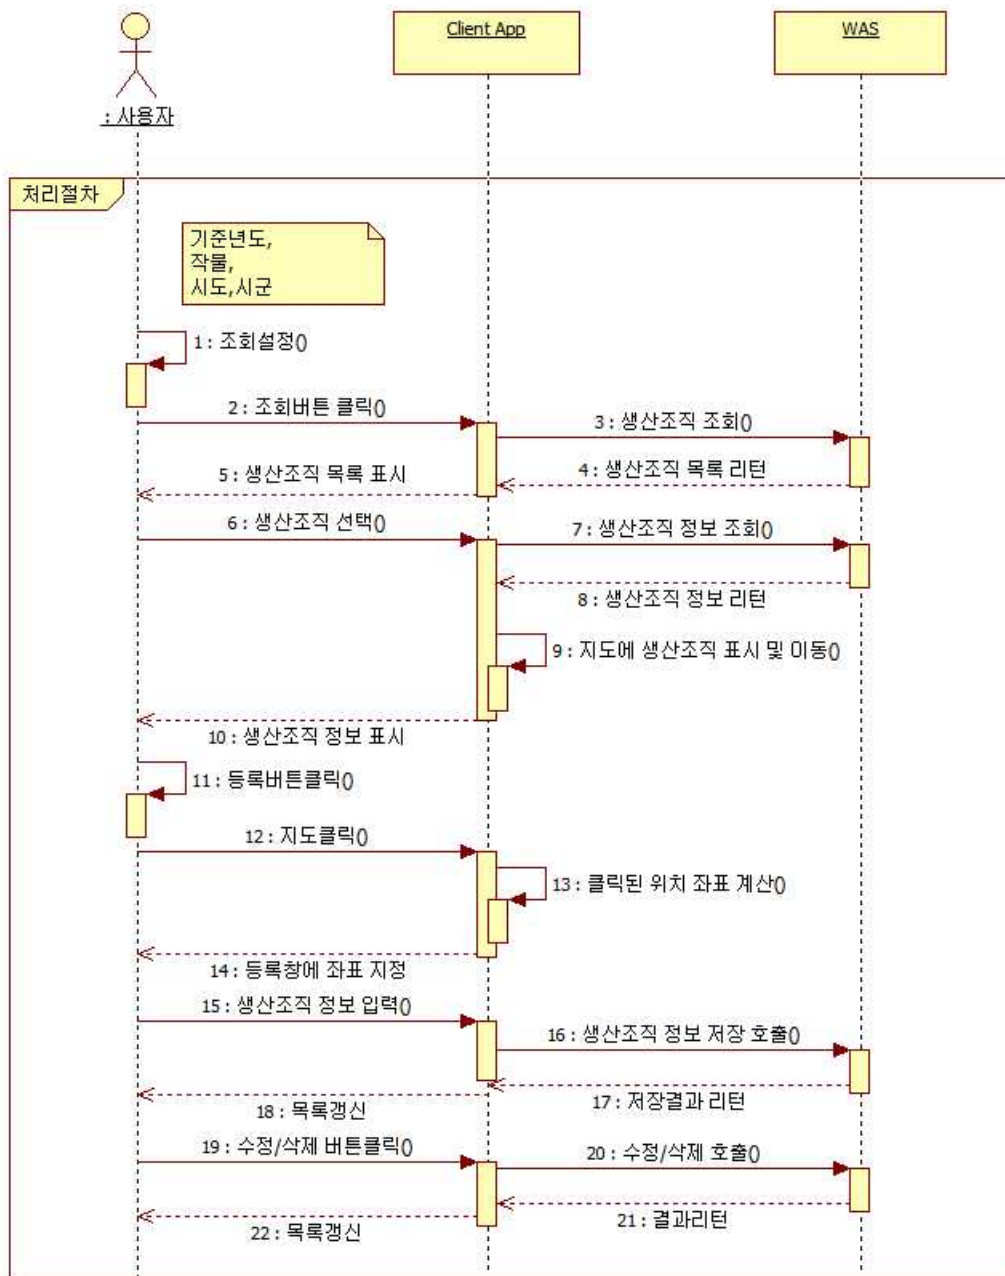 Client App
WAS
: 사용자
처리절차
기준년도,
작물,
시도,시군
1 : 조회설정()
2 : 조회버튼 클릭()
3 : 생산조직 조회()
4 : 생산조직 목록 리턴
5 : 생산조직 목록 표시
6 : 생산조직 선택()
7 : 생산조직 정보 조회()
8 : 생산조직 정보 리턴
9 : 지도에 생산조직 표시 및 이동()
10 : 생산조직 정보 표시
11 : 등록버튼클릭()
12 : 지도클릭()
13 : 클릭된 위치 좌표 계산()
14 : 등록창에 좌표 지정
15 : 생산조직 정보 입력()
16 : 생산조직 정보 저장 호출()
17 : 저장결과 리턴
18 : 목록갱신
19 : 수정/삭제 버튼클릭()
20 : 수정/삭제 호출()
21 : 결과리턴
22 : 목록갱신